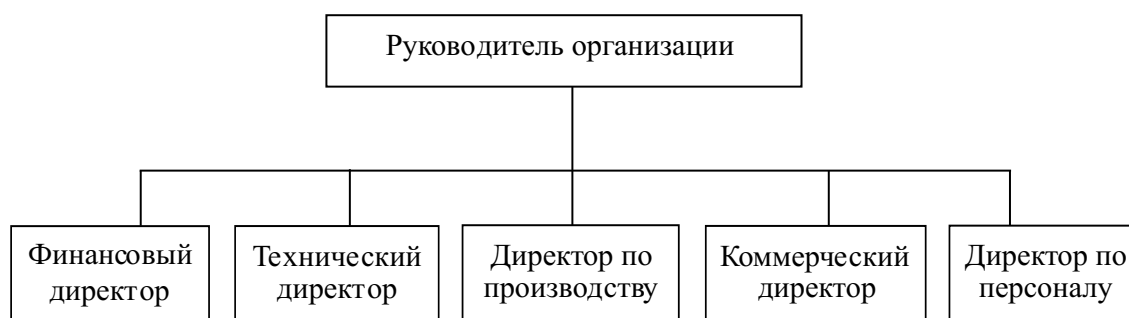 Руководитель организации
Финансовый
директор
Технический
директор
Директор по
производству
Коммерческий
директор
Директор по
персоналу